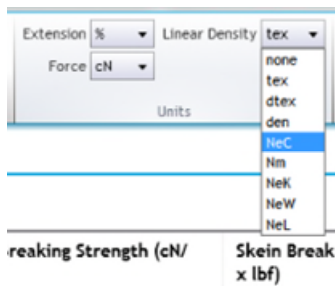 Extension % Linear Density tex
Force cN none
tex
dtex
Units den
NeC
Nm
NeK
NeW
NeL
Breaking Strength (cN/ Skein Break
x lbf)